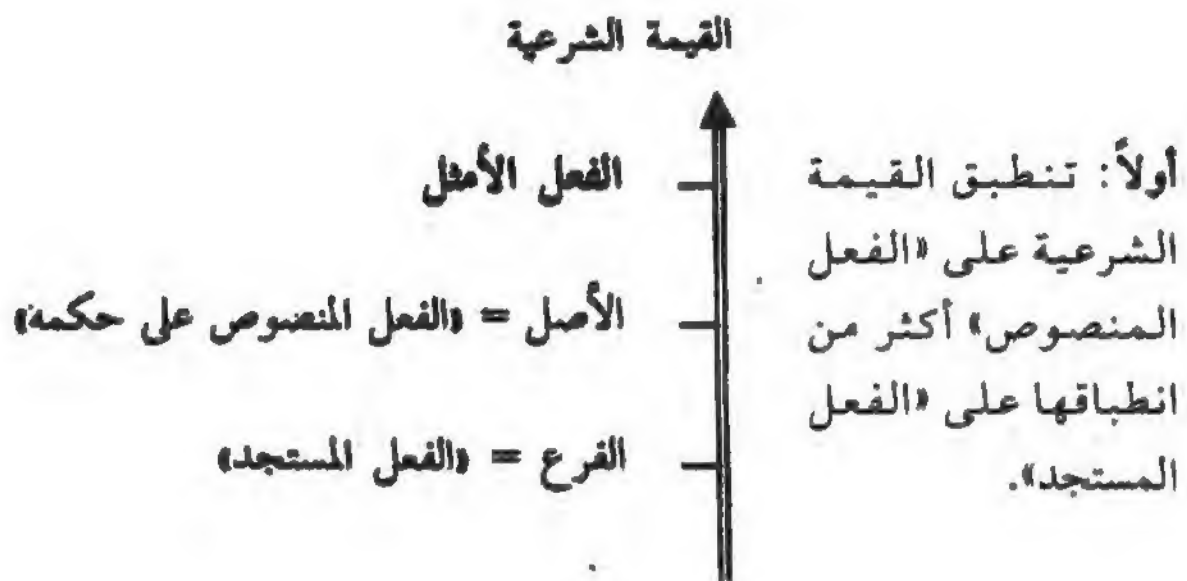 القيمة الشرعية
أولاً: تنطبق القيمة
الشرعية على «الفعل
المنصوص» أكثر من
انطباقها على «الفعل
المستجد».
الفعل الأمثل
الأصل = «الفعل المنصوص على حكمه»
الفرع = «الفعل المستجد»